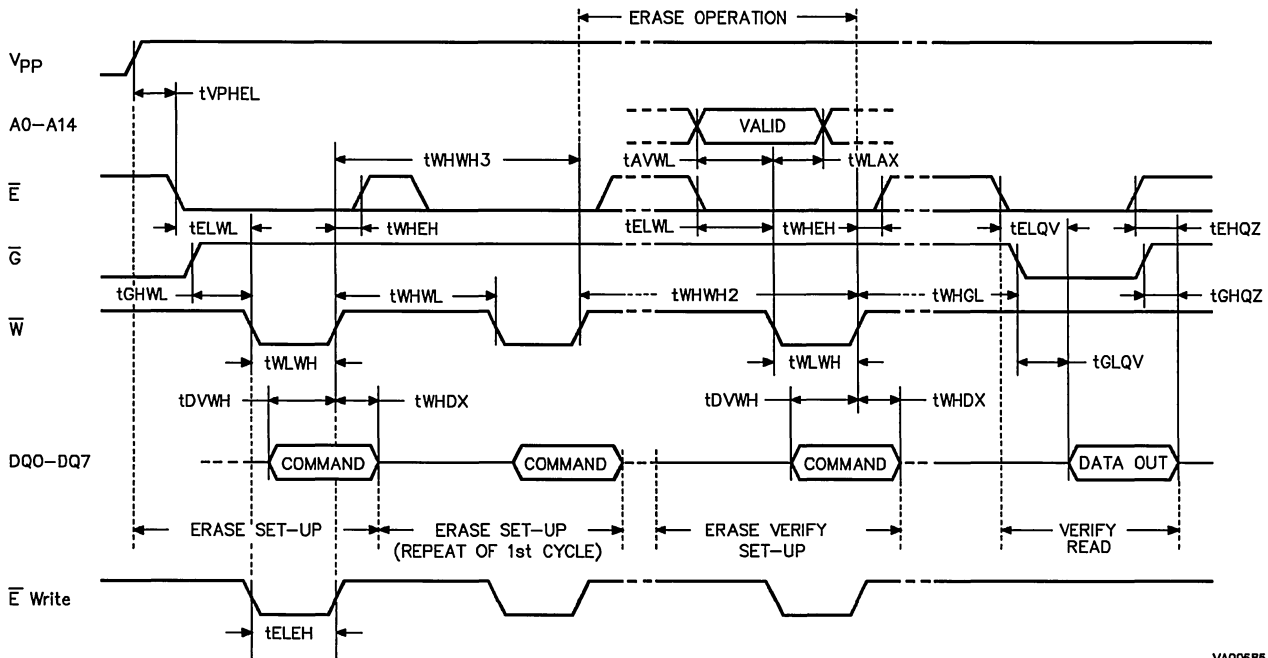 ERASE OPERATION
VPP
tVPHEL
A0-A14
VALID
tWHWH3
tAVWL
tWLAX
E
tELWL
tWHEH
tELWL
tWHEH
tELQV
tEHQZ
G
tGHWL
tWHWL
tWHWH2
tWHGL
tGHQZ
W
tWLWH
tWLWH
tGLQV
tDVWH
tWHDX
tDVWH
tWHDX
DQ0-DQ7
COMMAND
COMMAND
COMMAND
DATA OUT
ERASE SET-UP
ERASE SET-UP
(REPEAT OF 1st CYCLE)
ERASE VERIFY
SET-UP
VERIFY
READ
E Write
tELEH